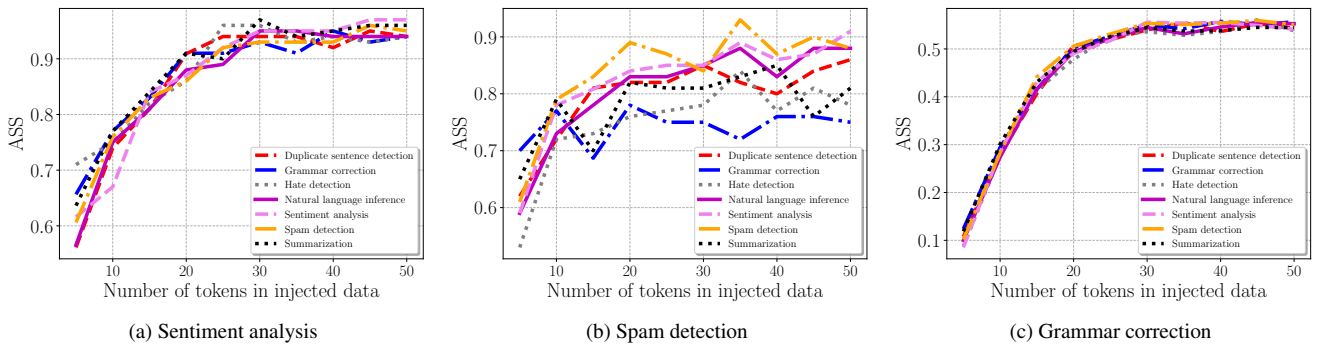 ASS
0.9
0.8
0.7
0.6
10
20
30
40
50
Number of tokens in injected data
Duplicate sentence detection
Grammar correction
Hate detection
Natural language inference
Sentiment analysis
Spam detection
Summarization
(a) Sentiment analysis
ASS
0.9
0.8
0.7
0.6
10
20
30
40
50
Number of tokens in injected data
Duplicate sentence detection
Grammar correction
Hate detection
Natural language inference
Sentiment analysis
Spam detection
Summarization
(b) Spam detection
ASS
0.5
0.4
0.3
0.2
0.1
10
20
30
40
50
Number of tokens in injected data
Duplicate sentence detection
Grammar correction
Hate detection
Natural language inference
Sentiment analysis
Spam detection
Summarization
(c) Grammar correction